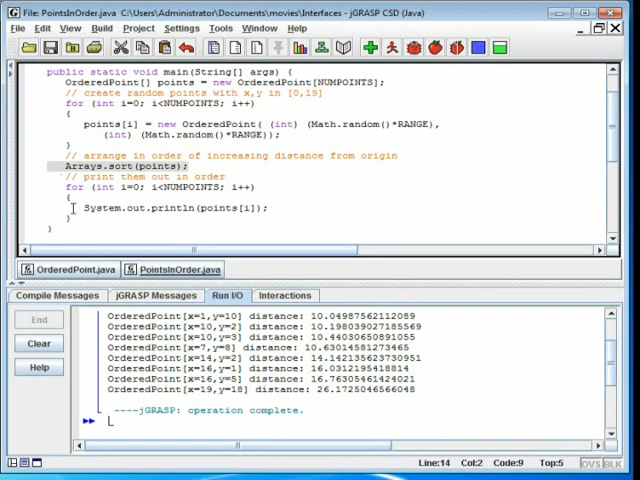 File: PointsInOrder.java C:\Users\Administrator\Documents\movies\Interfaces - jGRASP CSD (Java)
File Edit View Build Project Settings Tools Window Help
public static void main(String[] args) {
OrderedPoint[] points = new OrderedPoint[NUMPOINTS];
// create random points with x,y in [0,19]
for (int i=0; i<NUMPOINTS; i++)
{
points[i] = new OrderedPoint( (int) (Math.random()*RANGE),
(int) (Math.random()*RANGE));
}
// arrange in order of increasing distance from origin
Arrays.sort(points);
// print them out in order
for (int i=0; i<NUMPOINTS; i++)
{
System.out.println(points[i]);
}
}
OrderedPoint.java PointsInOrder.java
Compile Messages jGRASP Messages Run I/O Interactions
End
Clear
Help
OrderedPoint[x=1,y=10] distance: 10.04987562112089
OrderedPoint[x=10,y=2] distance: 10.198039027185569
OrderedPoint[x=10,y=3] distance: 10.44030650891055
OrderedPoint[x=7,y=8] distance: 10.63014581273465
OrderedPoint[x=14,y=2] distance: 14.142135623730951
OrderedPoint[x=16,y=1] distance: 16.0312195418814
OrderedPoint[x=16,y=5] distance: 16.76305461424021
OrderedPoint[x=19,y=18] distance: 26.1725046566048
----jGRASP: operation complete.
Line:14 Col:2 Code:9 Top:5 OVS BLK